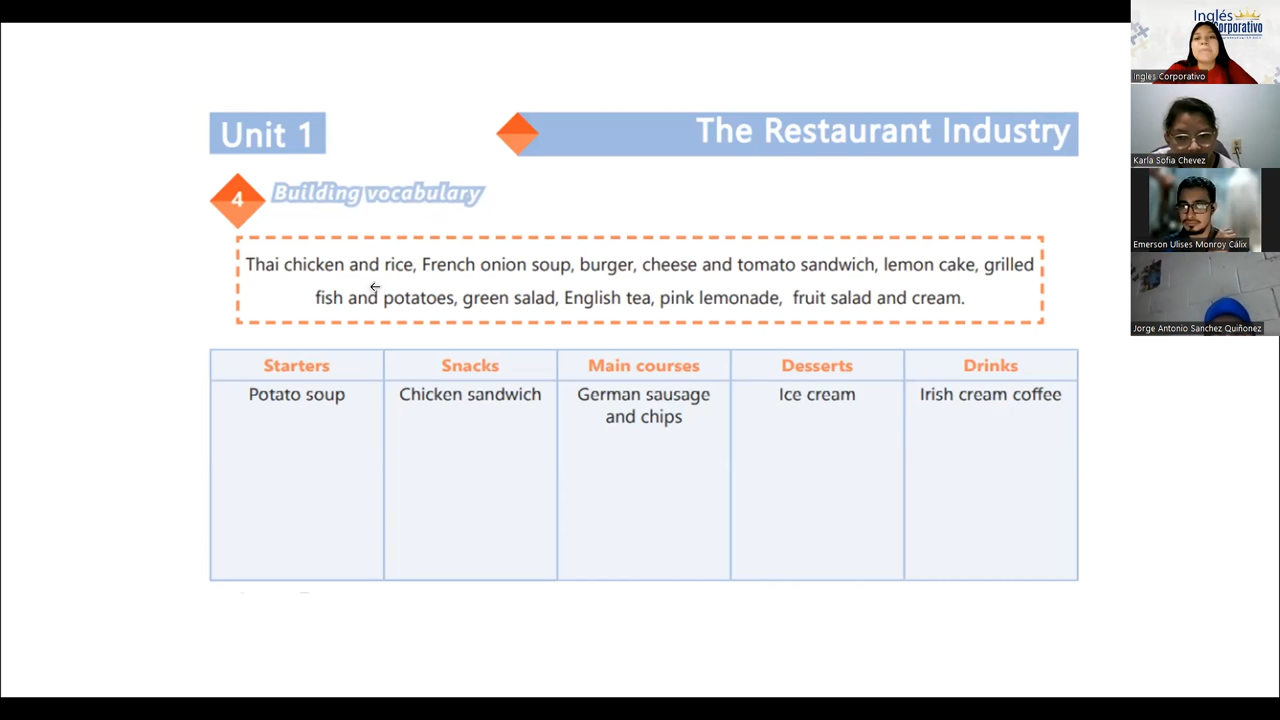 Unit 1
The Restaurant Industry
4
Building vocabulary
Thai chicken and rice, French onion soup, burger, cheese and tomato sandwich, lemon cake, grilled
fish and potatoes, green salad, English tea, pink lemonade, fruit salad and cream.
Starters
Snacks
Main courses
Desserts
Drinks
Potato soup
Chicken sandwich
German sausage
and chips
Ice cream
Irish cream coffee
Inglés
Corporativo
Ingles Corporativo
Karla Sofia Chevez
Emerson Ulises Monroy Cálix
Jorge Antonio Sanchez Quiñonez